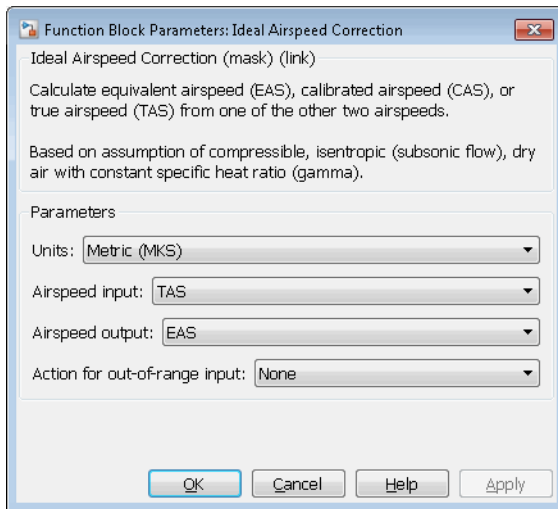 Function Block Parameters: Ideal Airspeed Correction
Ideal Airspeed Correction (mask) (link)
Calculate equivalent airspeed (EAS), calibrated airspeed (CAS), or
true airspeed (TAS) from one of the other two airspeeds.
Based on assumption of compressible, isentropic (subsonic flow), dry
air with constant specific heat ratio (gamma).
Parameters
Units: Metric (MKS)
Airspeed input: TAS
Airspeed output: EAS
Action for out-of-range input: None
OK Cancel Help Apply